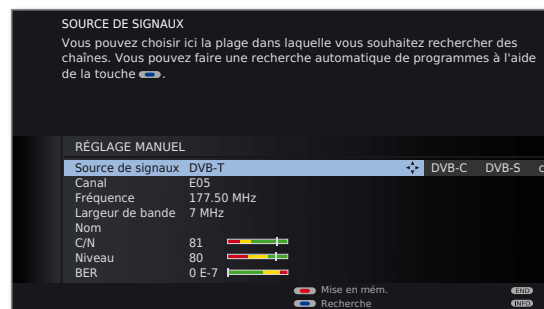 SOURCE DE SIGNAUX
Vous pouvez choisir ici la plage dans laquelle vous souhaitez rechercher des
chaînes. Vous pouvez faire une recherche automatique de programmes à l'aide
de la touche .
RÉGLAGE MANUEL
Source de signaux DVB-T DVB-C DVB-S
Canal E05
Fréquence 177.50 MHz
Largeur de bande 7 MHz
Nom
C/N 81
Niveau 80
BER 0 E-7
Mise en mém. END
Recherche INFO